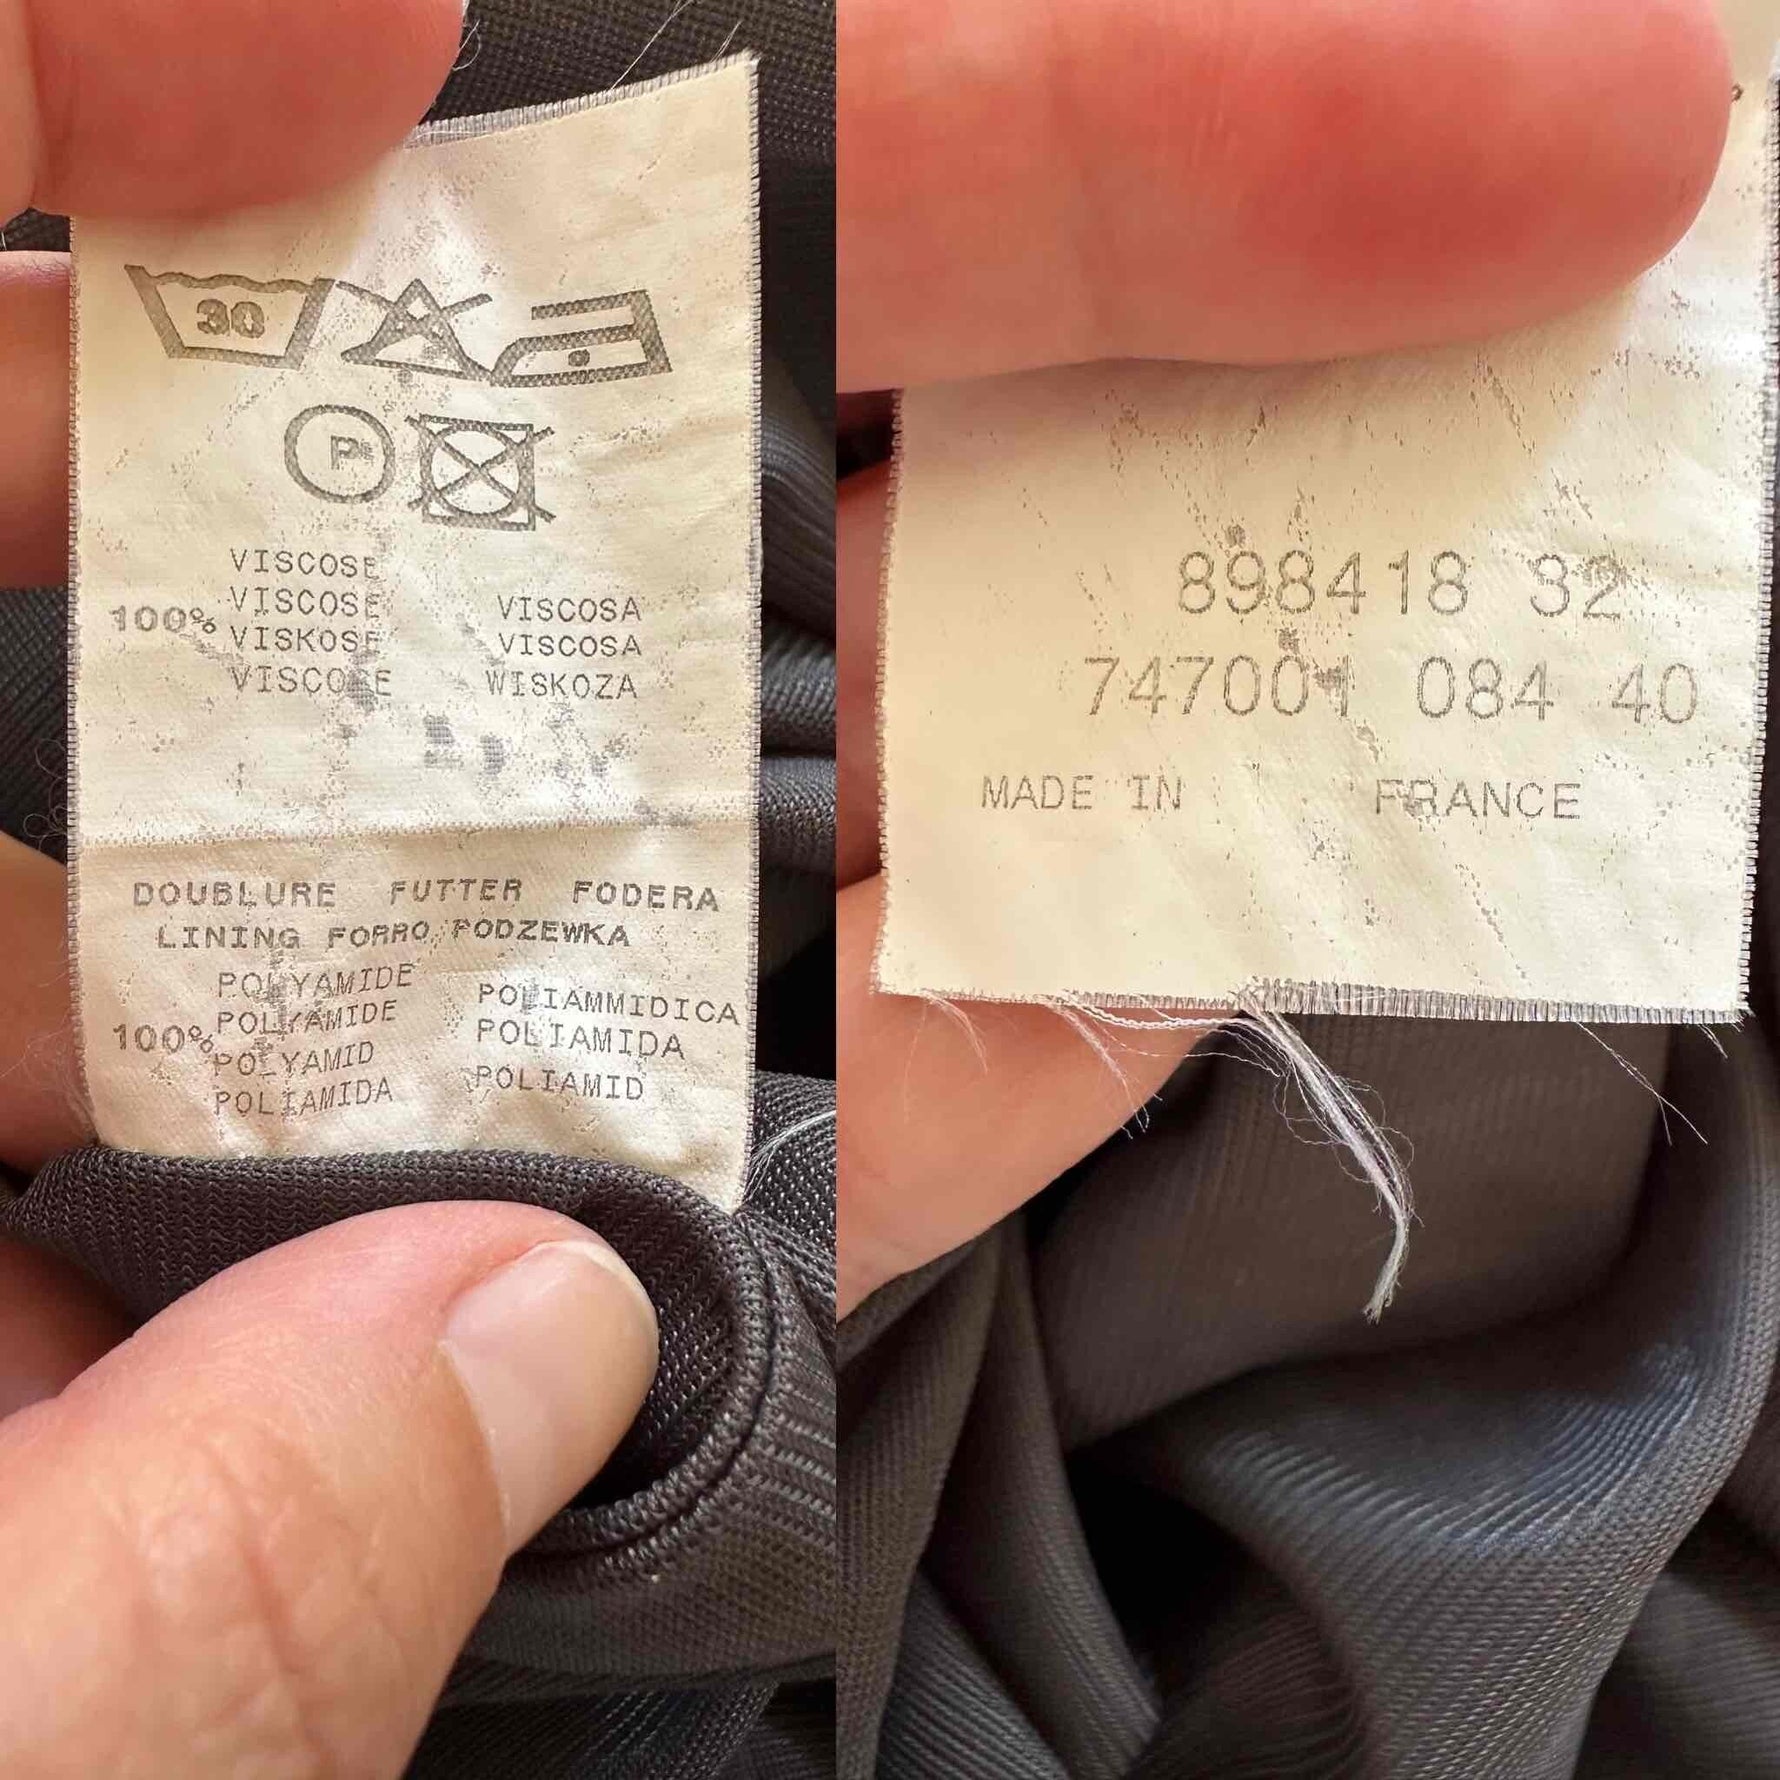 30
P
VISCOSE
VISCOSE VISCOSA
100% VISKOSE VISCOSA
VISCOSE WISKOZA
DOUBLURE FUTTER FODERA
LINING FORRO PODZEWKA
POLYAMIDE POLIAMMIDICA
100% POLYAMIDE POLIAMIDA
POLYAMID POLIAMID
POLIAMIDA
898418 32
747001 084 40
MADE IN FRANCE